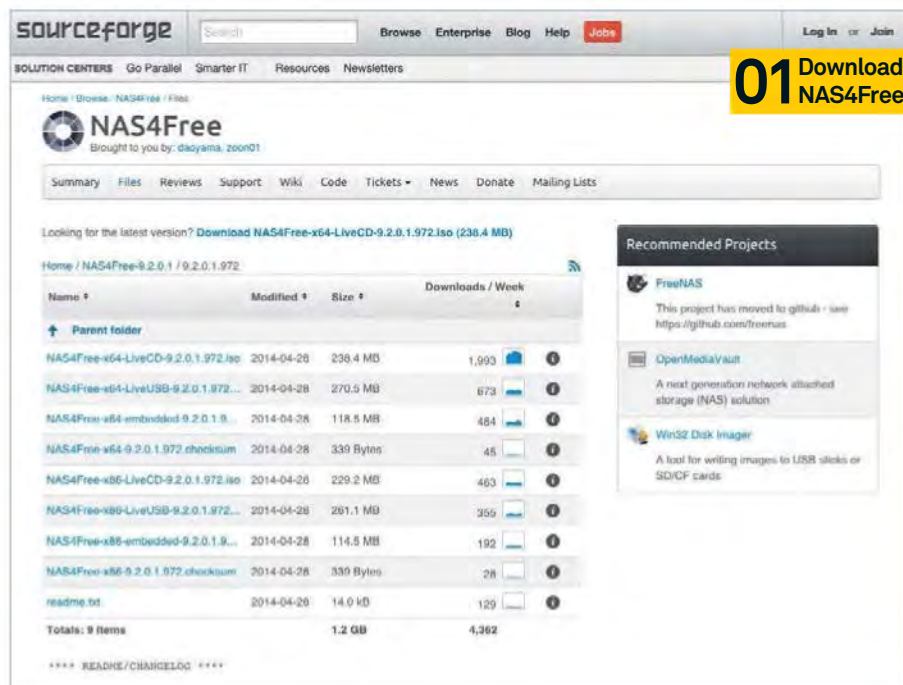 sourceforge
Search
Browse Enterprise Blog Help Jobs
Log In or Join
SOLUTION CENTERS Go Parallel Smarter IT Resources Newsletters
01 Download
NAS4Free
Home / Browse / NAS4Free / Files
NAS4Free
Brought to you by: daoyama, zoon01
Summary Files Reviews Support Wiki Code Tickets News Donate Mailing Lists
Looking for the latest version? Download NAS4Free-x64-LiveCD-9.2.0.1.972.iso (238.4 MB)
Home / NAS4Free-9.2.0.1 / 9.2.0.1.972
Name Modified Size Downloads / Week
Parent folder
NAS4Free-x64-LiveCD-9.2.0.1.972.iso 2014-04-28 238.4 MB 1,993
NAS4Free-x64-LiveUSB-9.2.0.1.972... 2014-04-28 270.5 MB 673
NAS4Free-x64-embedded-9.2.0.1.9... 2014-04-28 118.5 MB 484
NAS4Free-x64-9.2.0.1.972.checksum 2014-04-28 339 Bytes 45
NAS4Free-x86-LiveCD-9.2.0.1.972.iso 2014-04-28 229.2 MB 463
NAS4Free-x86-LiveUSB-9.2.0.1.972... 2014-04-28 261.1 MB 355
NAS4Free-x86-embedded-9.2.0.1.9... 2014-04-28 114.5 MB 192
NAS4Free-x86-9.2.0.1.972.checksum 2014-04-28 339 Bytes 28
readme.txt 2014-04-28 14.0 kB 129
Totals: 9 Items 1.2 GB 4,362
**** README/CHANGELOG ****
Recommended Projects
FreeNAS
This project has moved to github - see
https://github.com/freenas
OpenMediaVault
A next generation network attached
storage (NAS) solution
Win32 Disk Imager
A tool for writing images to USB sticks or
SD/CF cards